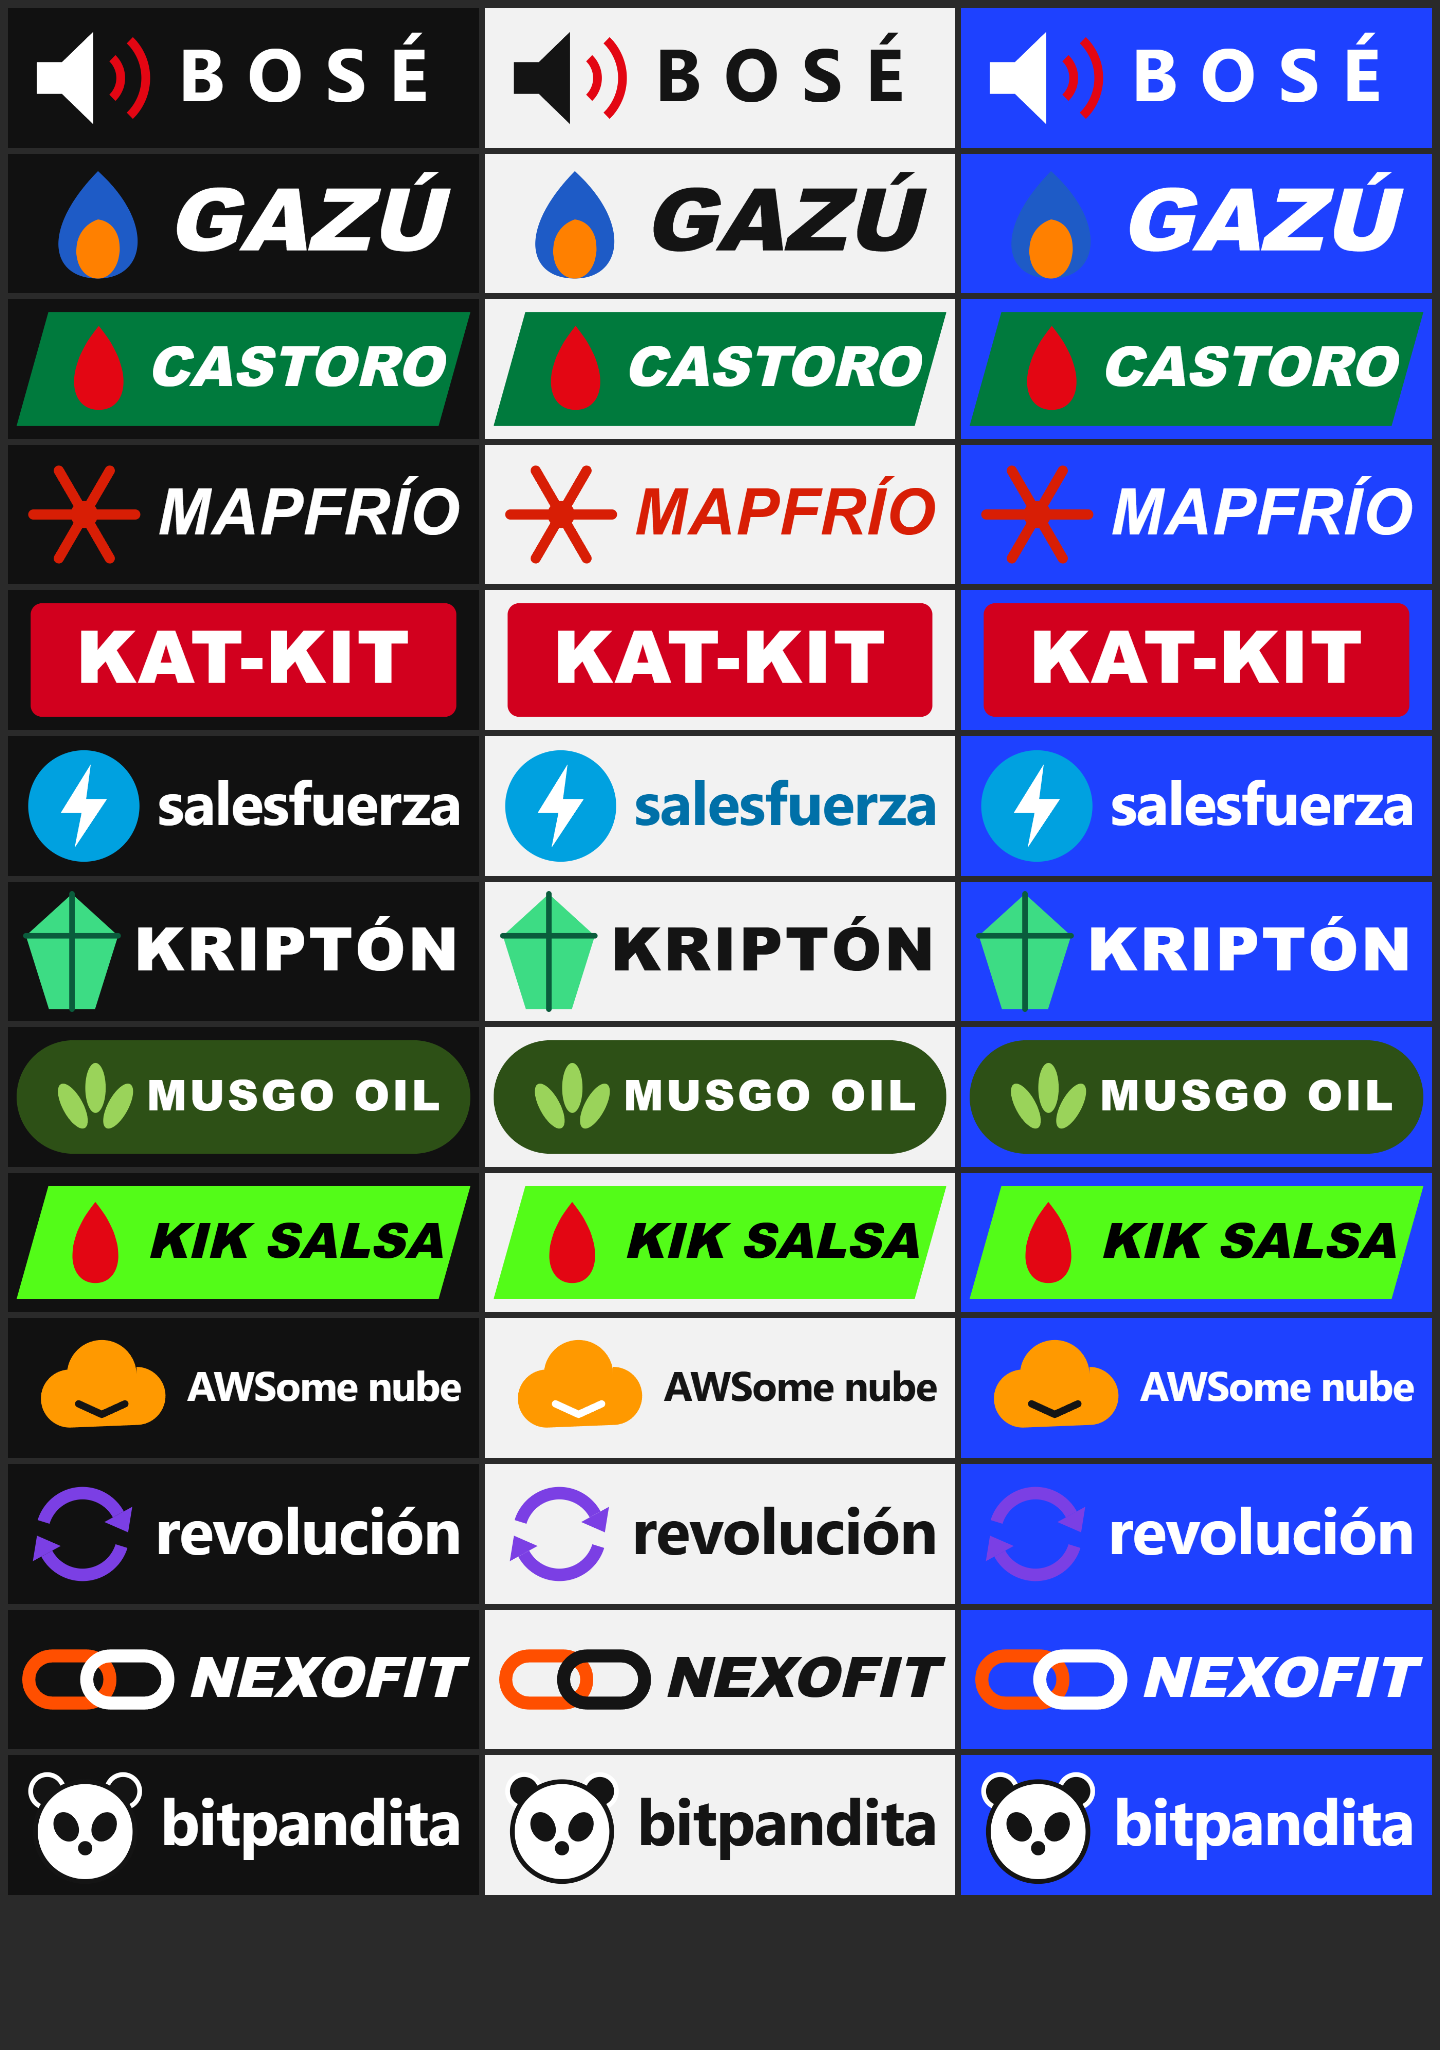 BOSÉ BOSÉ BOSÉ
GAZÚ GAZÚ GAZÚ
CASTORO CASTORO CASTORO
MAPFRÍO MAPFRÍO MAPFRÍO
KAT-KIT KAT-KIT KAT-KIT
salesfuerza salesfuerza salesfuerza
KRIPTÓN KRIPTÓN KRIPTÓN
MUSGO OIL MUSGO OIL MUSGO OIL
KIK SALSA KIK SALSA KIK SALSA
AWSome nube AWSome nube AWSome nube
revolución revolución revolución
NEXOFIT NEXOFIT NEXOFIT
bitpandita bitpandita bitpandita